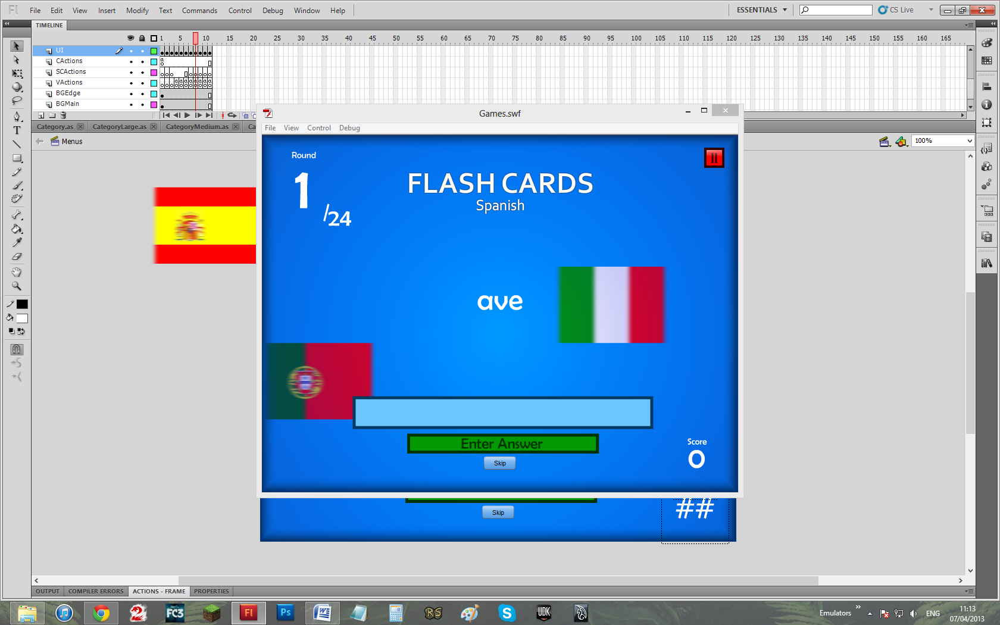 Fl File Edit View Insert Modify Text Commands Control Debug Window Help ESSENTIALS CS Live
TIMELINE
1 5 10 15 20 25 30 35 40 45 50 55 60 65 70 75 80 85 90 95 100 105 110 115 120 125 130 135 140 145 150 155 160 165
UI
CActions
SCActions
VActions
BGEdge
BGMain
Category.as CategoryLarge.as CategoryMedium.as Ca
Menus
100%
Games.swf
File View Control Debug
Round
1
/24
FLASH CARDS
Spanish
ave
Enter Answer
Skip
Score
0
Skip
##
OUTPUT COMPILER ERRORS ACTIONS - FRAME PROPERTIES
2 FC3 Fl Ps W RS S UDK
Emulators ENG
11:13
07/04/2013